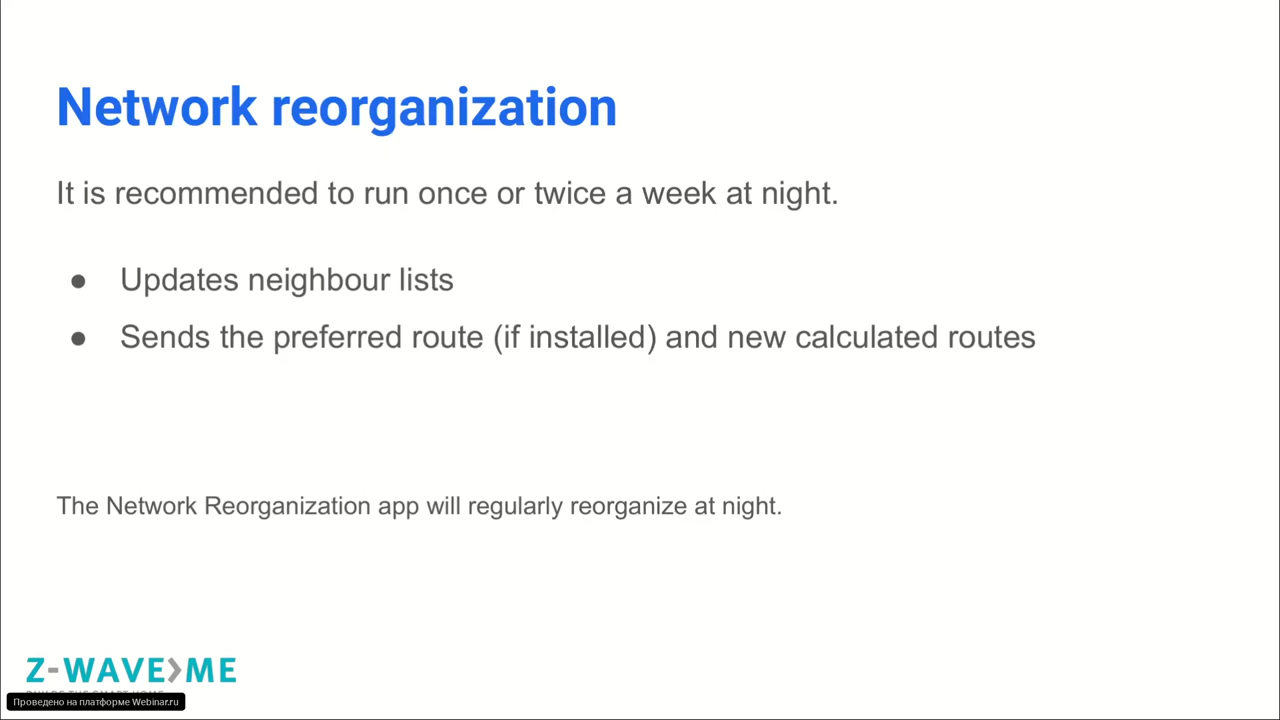 Network reorganization
It is recommended to run once or twice a week at night.
● Updates neighbour lists
● Sends the preferred route (if installed) and new calculated routes
The Network Reorganization app will regularly reorganize at night.
Z-WAVE>ME
Проведено на платформе Webinar.ru